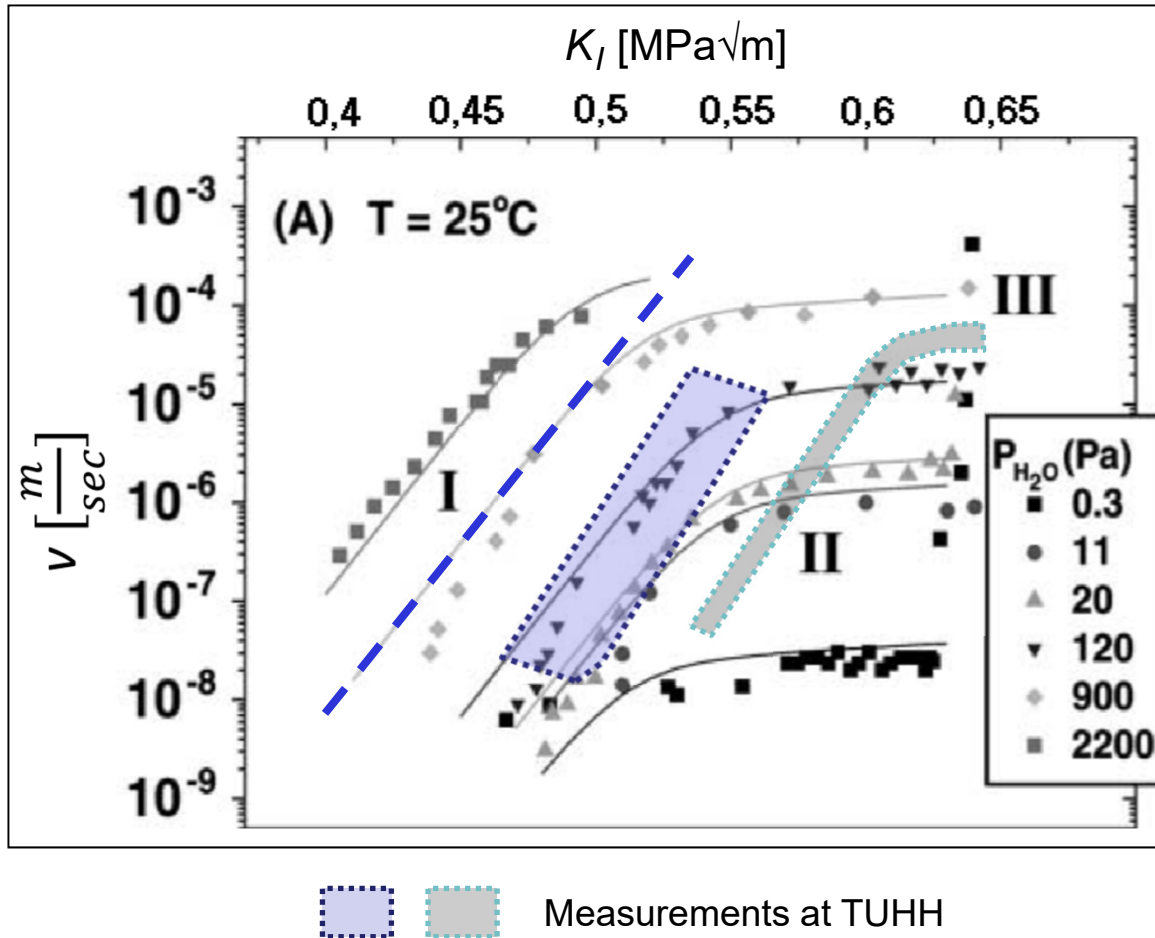 K_I [MPa√m]
0,4 0,45 0,5 0,55 0,6 0,65
10^-3
10^-4
10^-5
10^-6
10^-7
10^-8
10^-9
v [m/sec]
(A) T = 25°C
I
II
III
P_H₂O (Pa)
0.3
11
20
120
900
2200
Measurements at TUHH